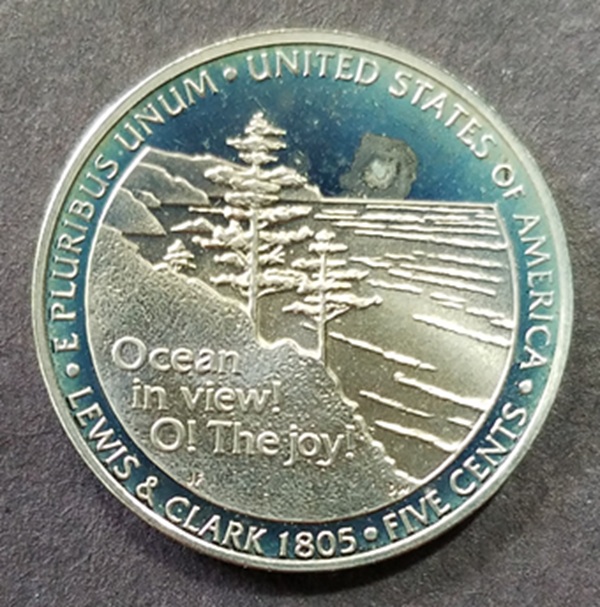 E PLURIBUS UNUM • UNITED STATES OF AMERICA •
Ocean
in view!
O! The joy!
LEWIS & CLARK 1805 • FIVE CENTS •